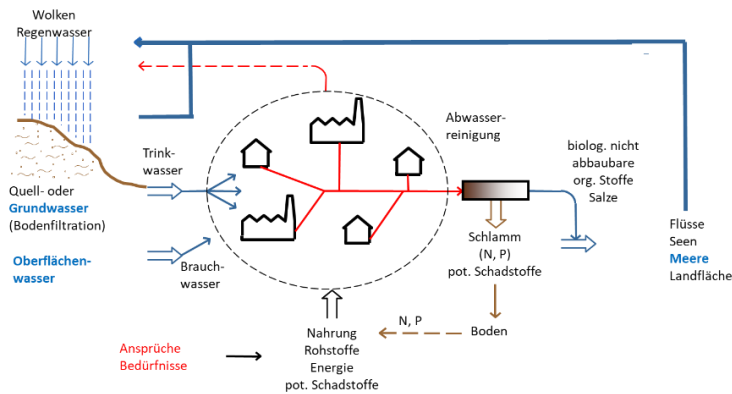 Wolken
Regenwasser
Abwasser-
reinigung
Trink-
wasser
biolog. nicht
abbaubare
org. Stoffe
Salze
Quell- oder
Grundwasser
(Bodenfiltration)
Oberflächen-
wasser
Brauch-
wasser
Schlamm
(N, P)
pot. Schadstoffe
Flüsse
Seen
Meere
Landfläche
N, P
Boden
Nahrung
Rohstoffe
Energie
pot. Schadstoffe
Ansprüche
Bedürfnisse